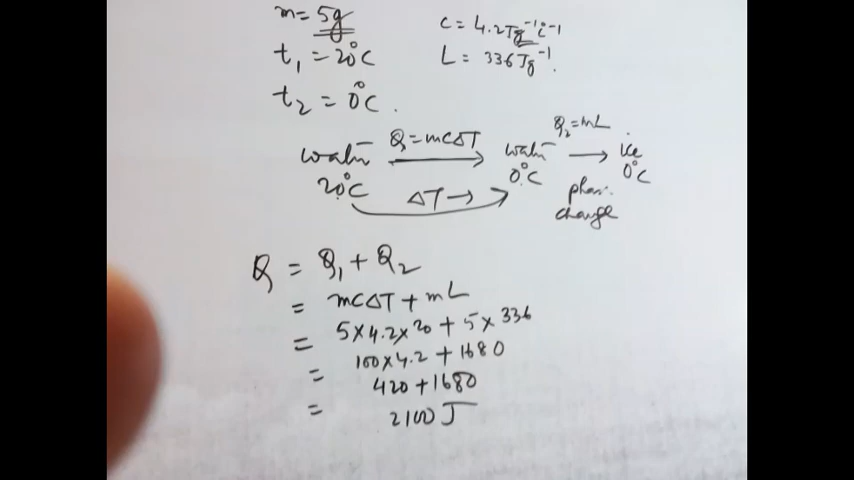 m = 5g
c = 4.2 Jg⁻¹c⁻¹
t₁ = 20°C
L = 336 Jg⁻¹.
t₂ = 0°C.
Q₂ = mL
Q₁ = mcΔT
water → water → ice
20°C 0°C 0°C
ΔT →
phase change
Q = Q₁ + Q₂
= mcΔT + mL
= 5×4.2×20 + 5×336
= 100×4.2 + 1680
= 420 + 1680
= 2100 J